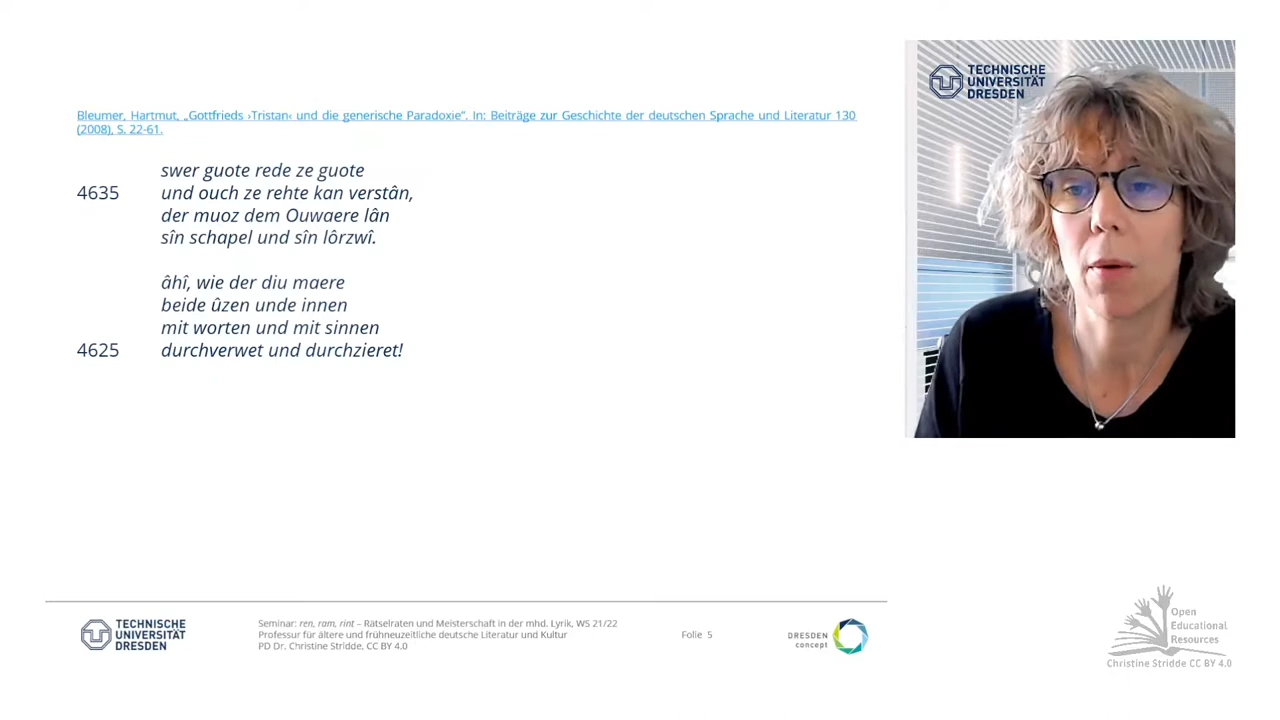 Bleumer, Hartmut, „Gottfrieds ›Tristan‹ und die generische Paradoxie“. In: Beiträge zur Geschichte der deutschen Sprache und Literatur 130
(2008), S. 22-61.
swer guote rede ze guote
4635 und ouch ze rehte kan verstân,
der muoz dem Ouwaere lân
sîn schapel und sîn lôrzwî.
âhî, wie der diu maere
beide ûzen unde innen
mit worten und mit sinnen
4625 durchverwet und durchzieret!
TECHNISCHE
UNIVERSITÄT
DRESDEN
TECHNISCHE
UNIVERSITÄT
DRESDEN
Seminar: ren, ram, rint – Rätselraten und Meisterschaft in der mhd. Lyrik, WS 21/22
Professur für ältere und frühneuzeitliche deutsche Literatur und Kultur
PD Dr. Christine Stridde, CC BY 4.0
Folie 5
DRESDEN
concept
Open
Educational
Resources
Christine Stridde CC BY 4.0